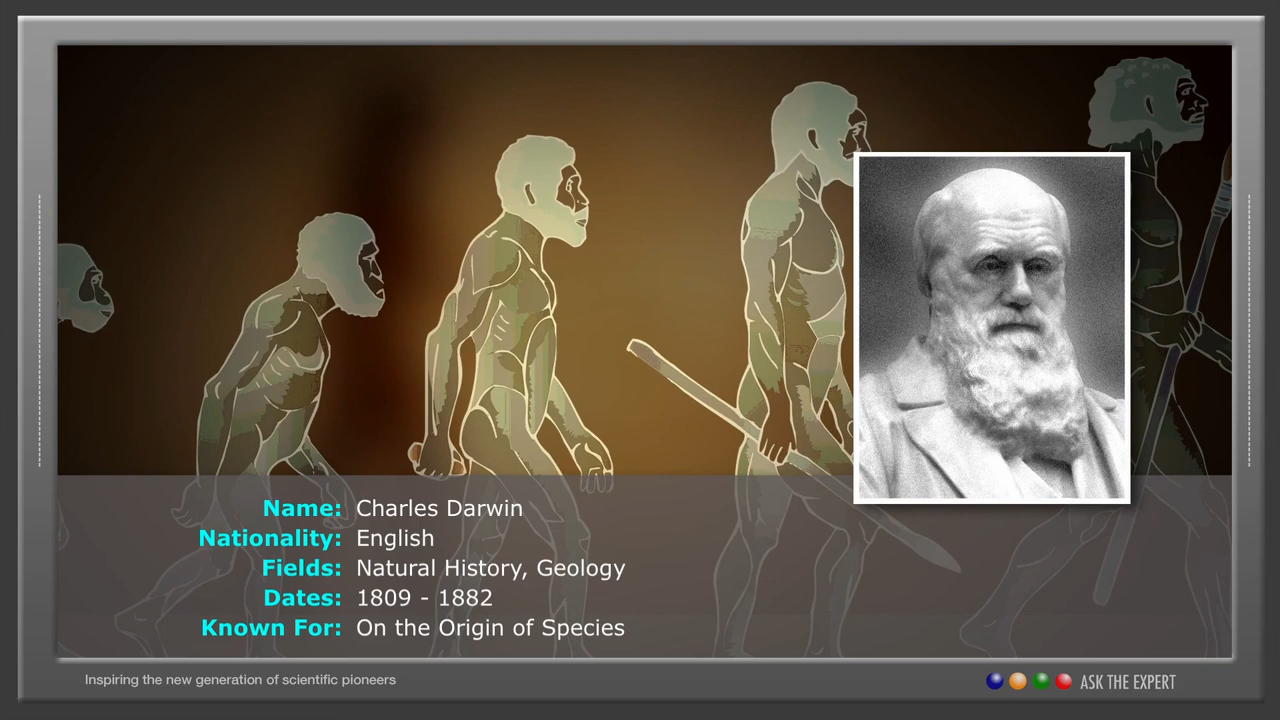 Name: Charles Darwin
Nationality: English
Fields: Natural History, Geology
Dates: 1809 - 1882
Known For: On the Origin of Species
Inspiring the new generation of scientific pioneers
ASK THE EXPERT